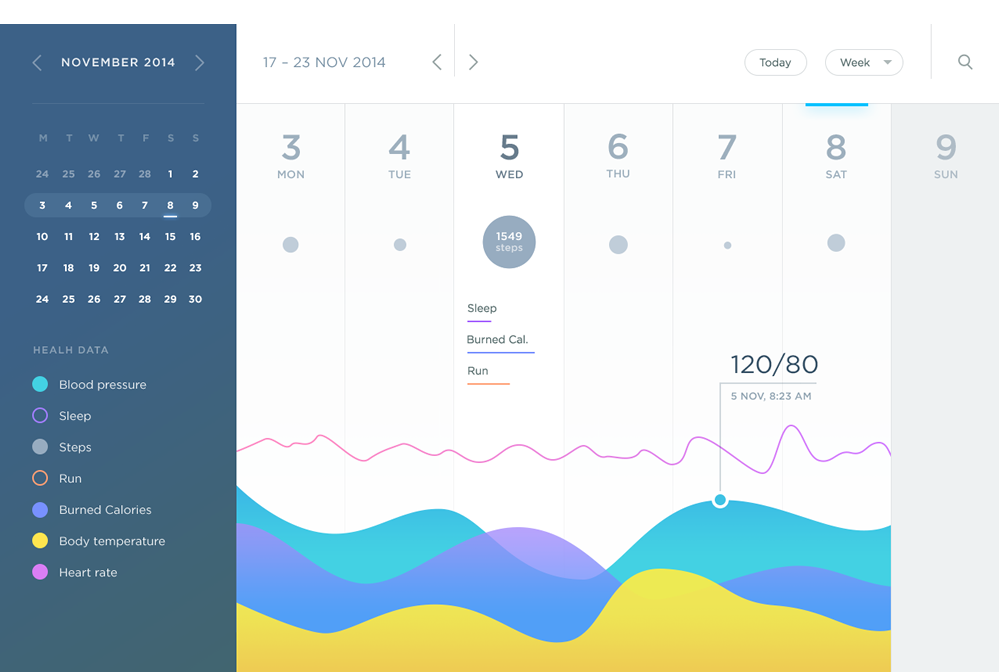 NOVEMBER 2014
M T W T F S S
24 25 26 27 28 1 2
3 4 5 6 7 8 9
10 11 12 13 14 15 16
17 18 19 20 21 22 23
24 25 26 27 28 29 30
HEALH DATA
Blood pressure
Sleep
Steps
Run
Burned Calories
Body temperature
Heart rate
17 – 23 NOV 2014
Today
Week
3 4 5 6 7 8 9
MON TUE WED THU FRI SAT SUN
1549
steps
Sleep
Burned Cal.
Run
120/80
5 NOV, 8:23 AM